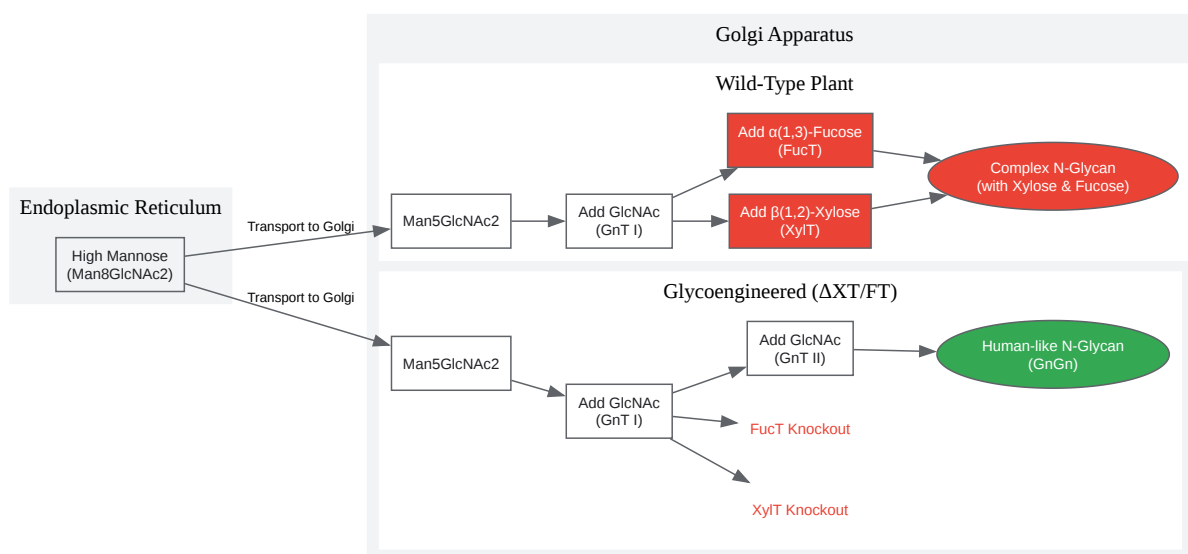 Golgi Apparatus
Wild-Type Plant
Add α(1,3)-Fucose
(FucT)
Complex N-Glycan
(with Xylose & Fucose)
Endoplasmic Reticulum
High Mannose
(Man8GlcNAc2)
Transport to Golgi
Transport to Golgi
Man5GlcNAc2
Add GlcNAc
(GnT I)
Add β(1,2)-Xylose
(XylT)
Glycoengineered (ΔXT/FT)
Man5GlcNAc2
Add GlcNAc
(GnT I)
Add GlcNAc
(GnT II)
Human-like N-Glycan
(GnGn)
FucT Knockout
XylT Knockout